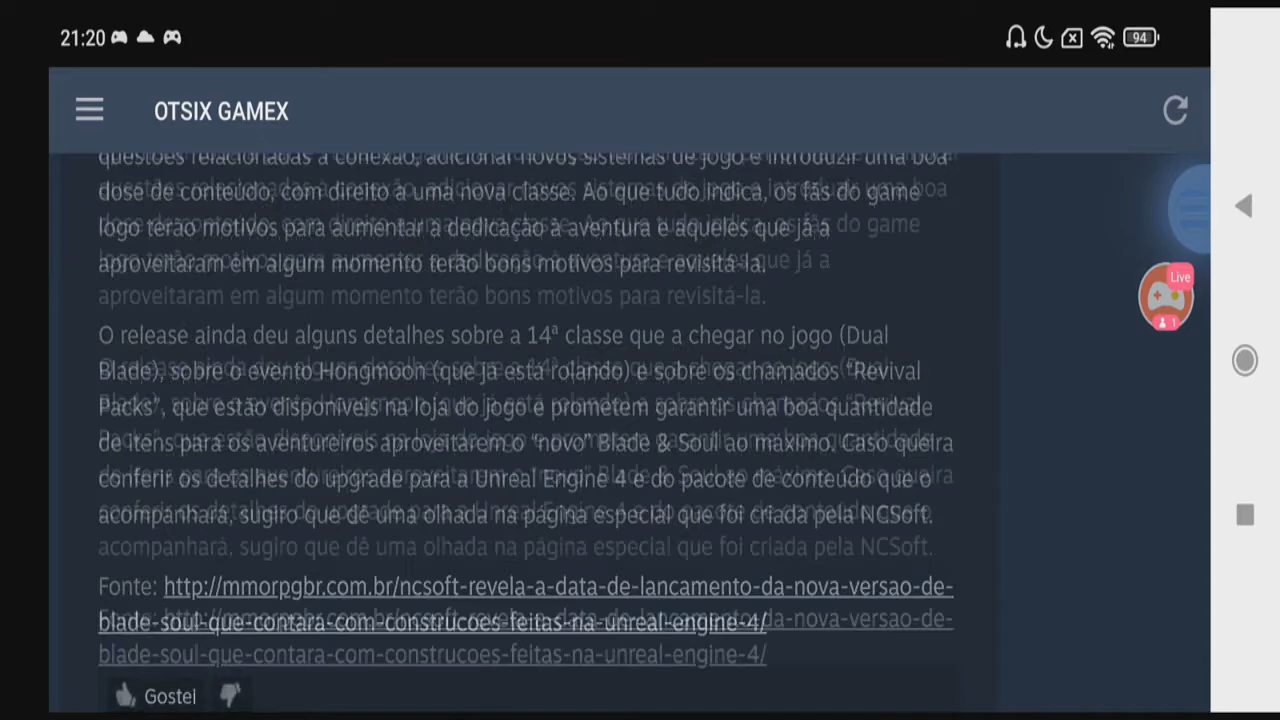 21:20
94
OTSIX GAMEX
questões relacionadas à conexão, adicionar novos sistemas de jogo e introduzir uma boa
dose de conteúdo, com direito à uma nova classe. Ao que tudo indica, os fãs do game
logo terão motivos para aumentar a dedicação à aventura e aqueles que já a
aproveitaram em algum momento terão bons motivos para revisitá-la.
Live
1
O release ainda deu alguns detalhes sobre a 14ª classe que a chegar no jogo (Dual
Blade), sobre o evento Hongmoon (que já está rolando) e sobre os chamados “Revival
Packs”, que estão disponíveis na loja do jogo e prometem garantir uma boa quantidade
de itens para os aventureiros aproveitarem o “novo” Blade & Soul ao máximo. Caso queira
conferir os detalhes do upgrade para a Unreal Engine 4 e do pacote de conteúdo que o
acompanhará, sugiro que dê uma olhada na página especial que foi criada pela NCSoft.
Fonte: http://mmorpgbr.com.br/ncsoft-revela-a-data-de-lancamento-da-nova-versao-de-
blade-soul-que-contara-com-construcoes-feitas-na-unreal-engine-4/
Gostei